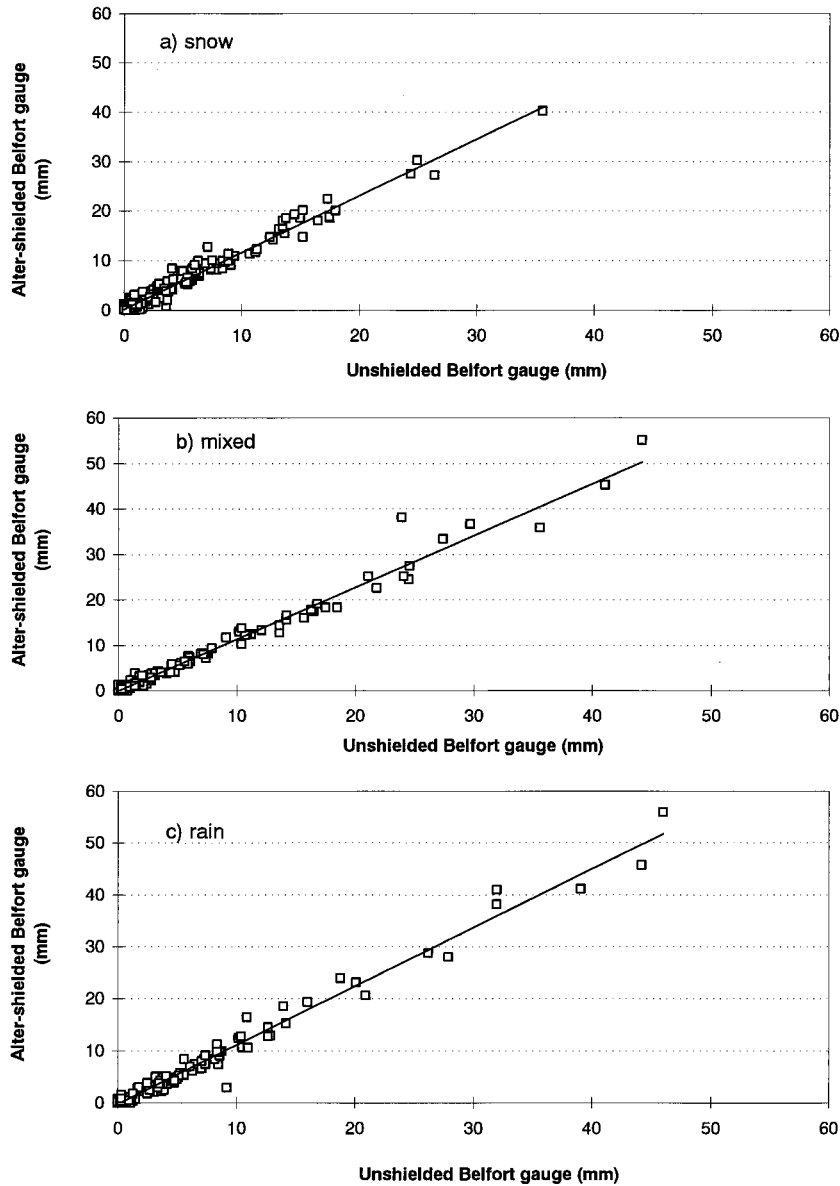 60
a) snow
50
40
30
20
10
0
Alter-shielded Belfort gauge
(mm)
0 10 20 30 40 50 60
Unshielded Belfort gauge (mm)
60
b) mixed
50
40
30
20
10
0
Alter-shielded Belfort gauge
(mm)
0 10 20 30 40 50 60
Unshielded Belfort gauge (mm)
60
c) rain
50
40
30
20
10
0
Alter-shielded Belfort gauge
(mm)
0 10 20 30 40 50 60
Unshielded Belfort gauge (mm)